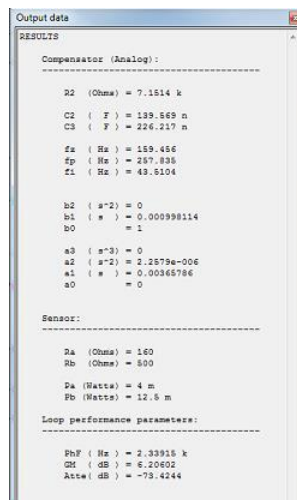 Output data
RESULTS
Compensator (Analog):
----------------------------------------
R2 (Ohms) = 7.1514 k
C2 ( F ) = 139.569 n
C3 ( F ) = 226.217 n
fz ( Hz ) = 159.456
fp ( Hz ) = 257.835
fi ( Hz ) = 43.5104
b2 ( s^2) = 0
b1 ( s ) = 0.000998114
b0 = 1
a3 ( s^3) = 0
a2 ( s^2) = 2.2579e-006
a1 ( s ) = 0.00365786
a0 = 0
Sensor:
----------------------------------------
Ra (Ohms) = 160
Rb (Ohms) = 500
Pa (Watts) = 4 m
Pb (Watts) = 12.5 m
Loop performance parameters:
----------------------------------------
PhF ( Hz ) = 2.33915 k
GM ( dB ) = 6.20602
Atte( dB ) = -73.4244